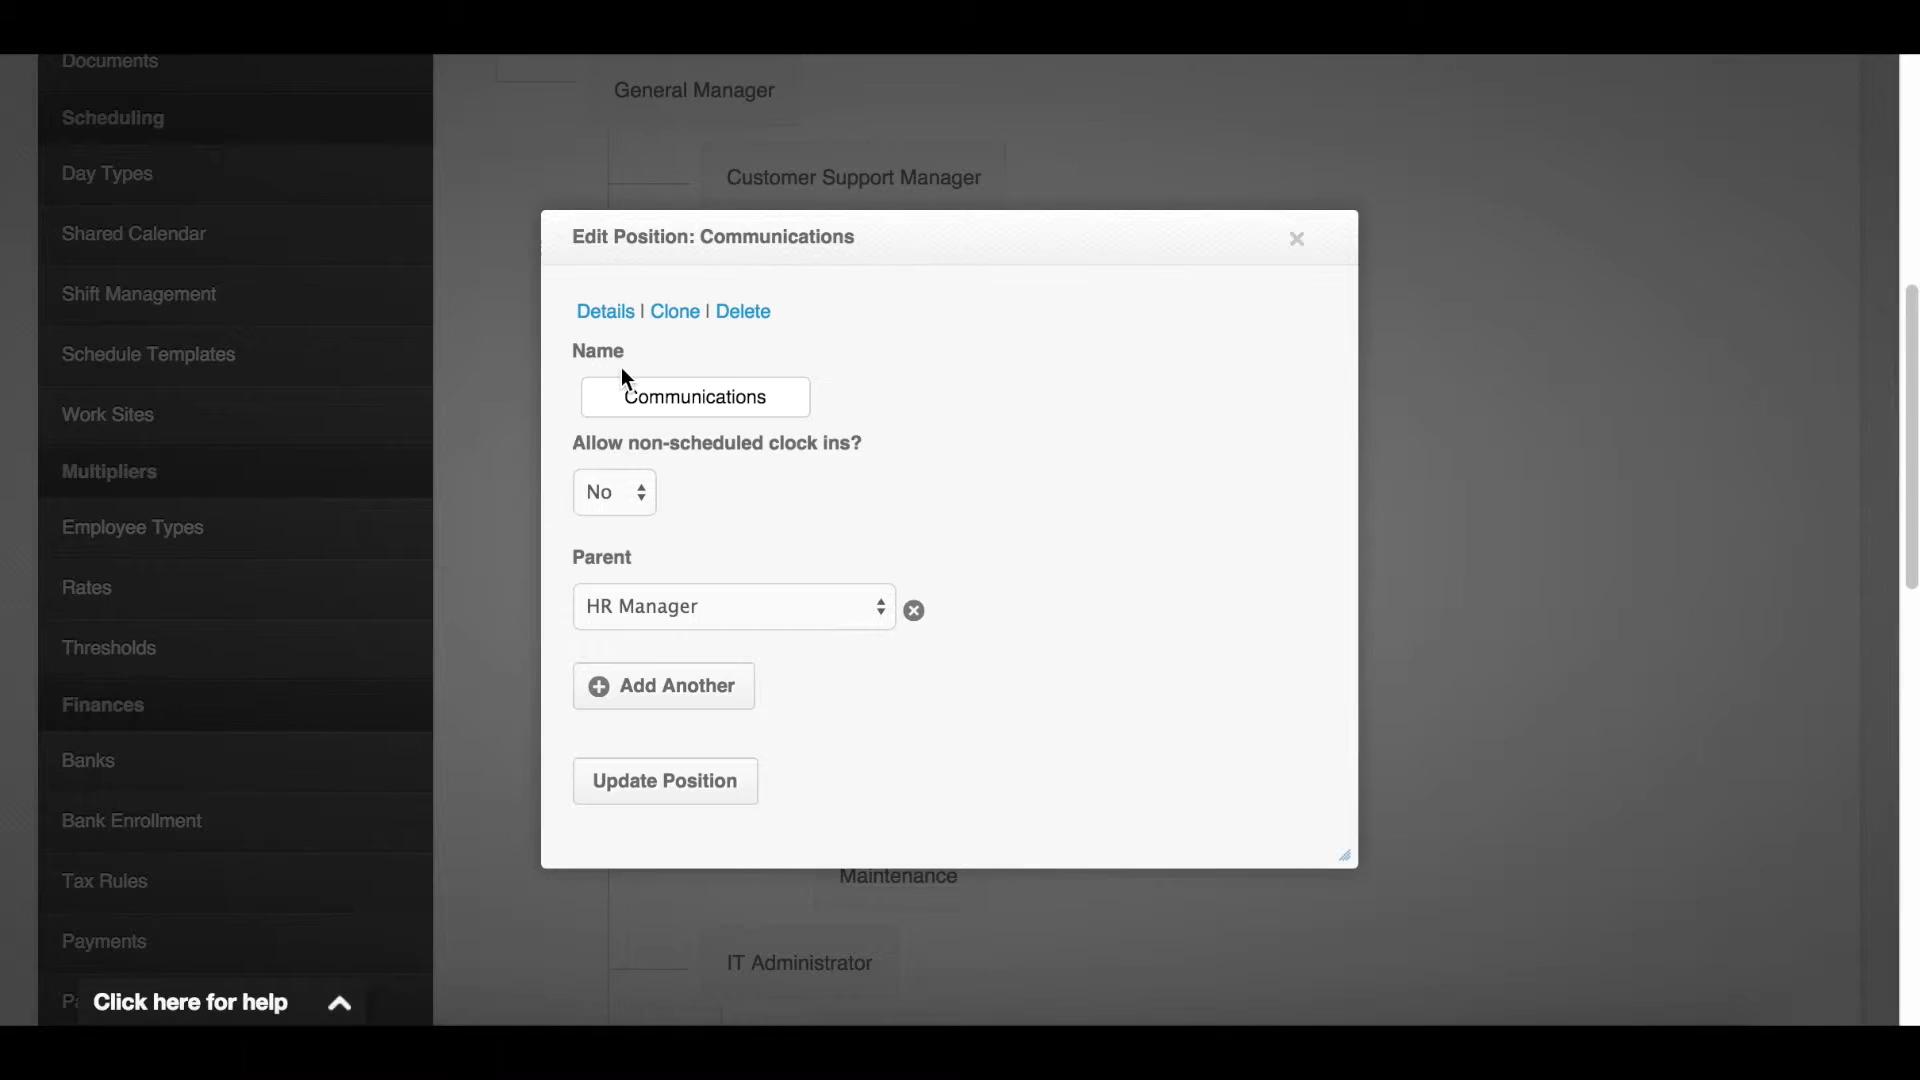 Documents
Scheduling
Day Types
Shared Calendar
Shift Management
Schedule Templates
Work Sites
Multipliers
Employee Types
Rates
Thresholds
Finances
Banks
Bank Enrollment
Tax Rules
Payments
Click here for help
General Manager
Customer Support Manager
Edit Position: Communications
Details | Clone | Delete
Name
Communications
Allow non-scheduled clock ins?
No
Parent
HR Manager
Add Another
Update Position
Maintenance
IT Administrator